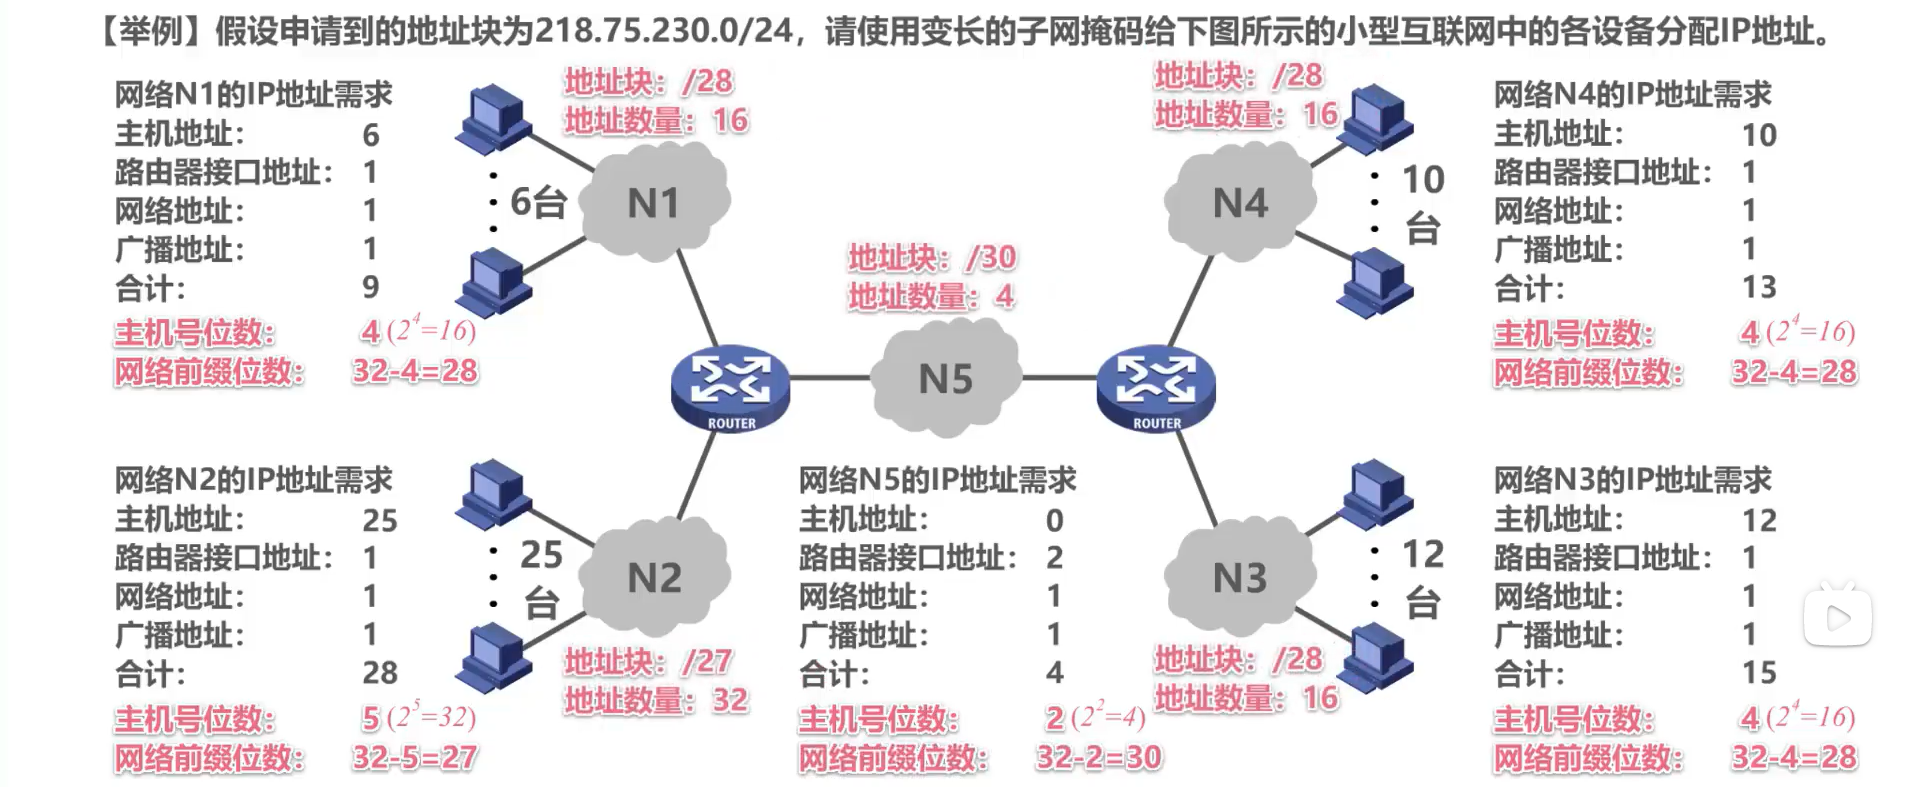 【举例】假设申请到的地址块为218.75.230.0/24，请使用变长的子网掩码给下图所示的小型互联网中的各设备分配IP地址。
网络N1的IP地址需求
主机地址： 6
路由器接口地址： 1
网络地址： 1
广播地址： 1
合计： 9
主机号位数： 4 (2^4=16)
网络前缀位数： 32-4=28
地址块：/28
地址数量：16
6台
N1
地址块：/28
地址数量：16
N4
10
台
网络N4的IP地址需求
主机地址： 10
路由器接口地址： 1
网络地址： 1
广播地址： 1
合计： 13
主机号位数： 4 (2^4=16)
网络前缀位数： 32-4=28
地址块：/30
地址数量：4
ROUTER
N5
ROUTER
网络N2的IP地址需求
主机地址： 25
路由器接口地址： 1
网络地址： 1
广播地址： 1
合计： 28
主机号位数： 5 (2^5=32)
网络前缀位数： 32-5=27
25
台
N2
地址块：/27
地址数量：32
网络N5的IP地址需求
主机地址： 0
路由器接口地址： 2
网络地址： 1
广播地址： 1
合计： 4
主机号位数： 2 (2^2=4)
网络前缀位数： 32-2=30
N3
12
台
地址块：/28
地址数量：16
网络N3的IP地址需求
主机地址： 12
路由器接口地址： 1
网络地址： 1
广播地址： 1
合计： 15
主机号位数： 4 (2^4=16)
网络前缀位数： 32-4=28